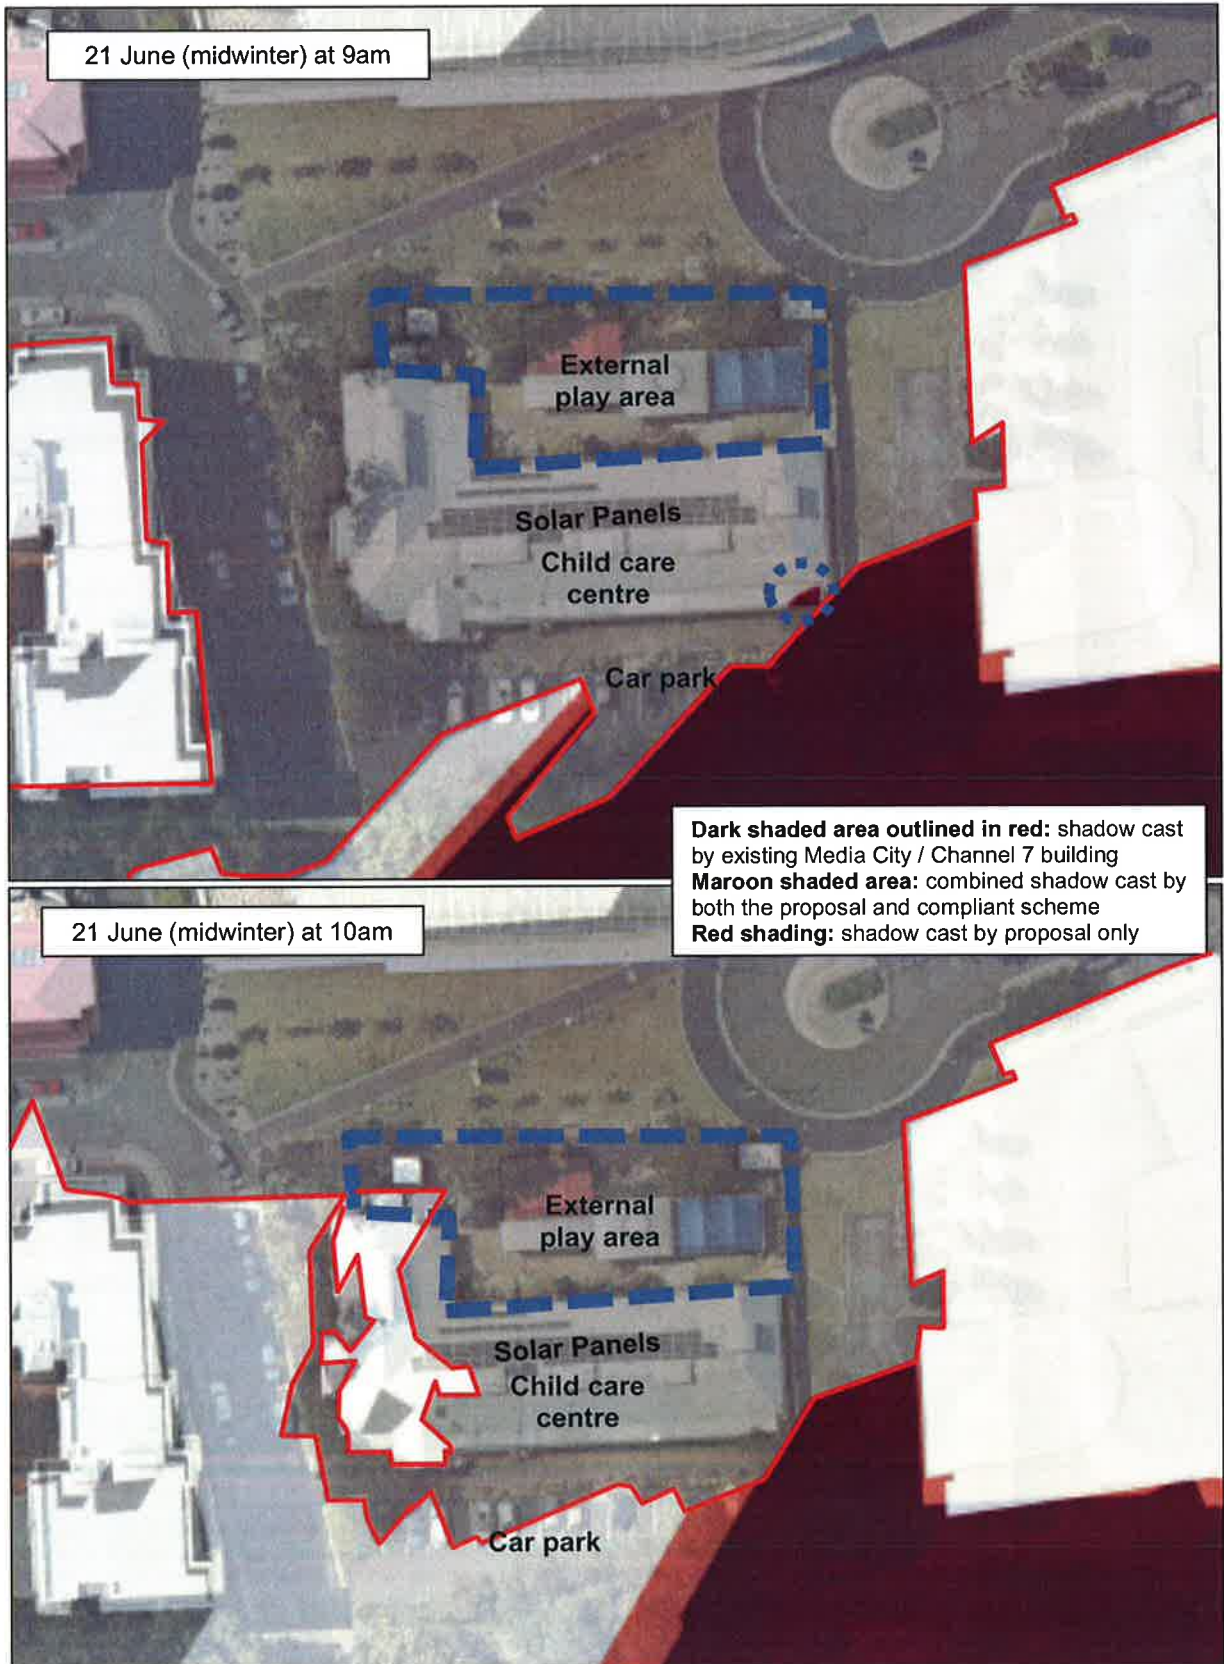 21 June (midwinter) at 9am
External
play area
Solar Panels
Child care
centre
Car park
Dark shaded area outlined in red: shadow cast
by existing Media City / Channel 7 building
Maroon shaded area: combined shadow cast by
both the proposal and compliant scheme
Red shading: shadow cast by proposal only
21 June (midwinter) at 10am
External
play area
Solar Panels
Child care
centre
Car park